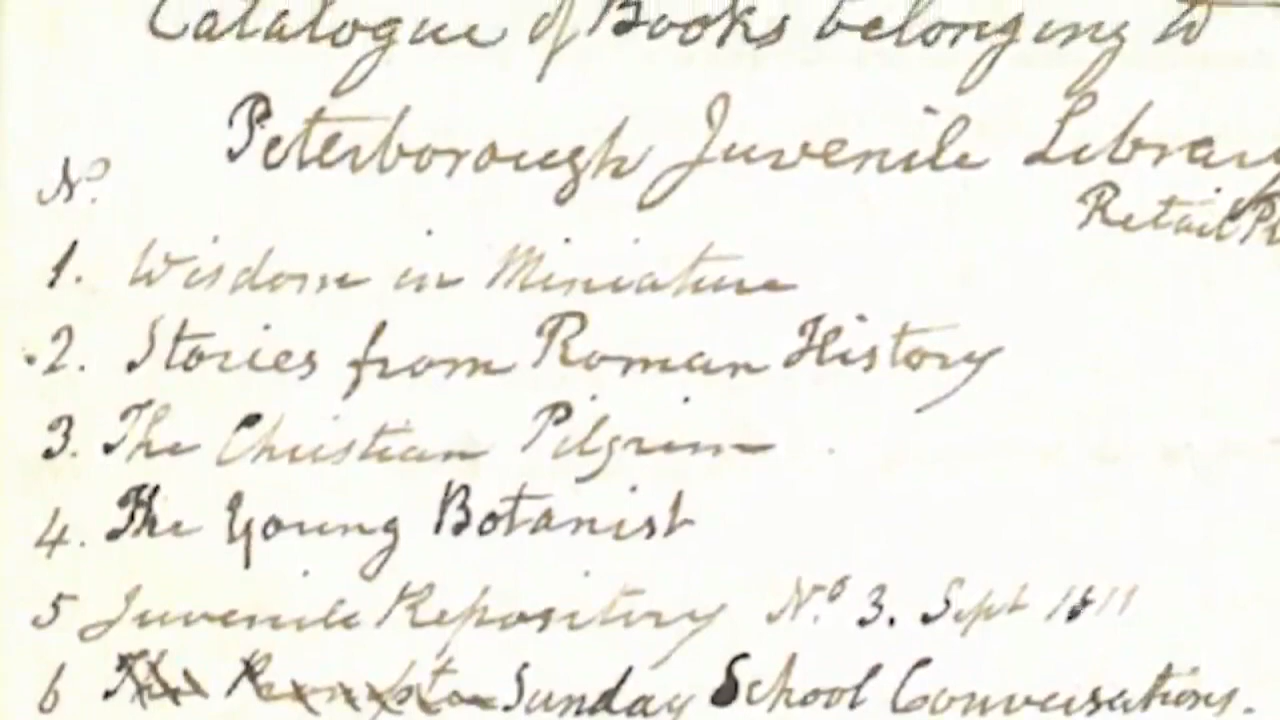 Catalogue of Books belonging to
Peterborough Juvenile Library
No.
Retail
1. Wisdom in Miniature
2. Stories from Roman History
3. The Christian Pilgrim
4. The Young Botanist
5 Juvenile Repository No. 3. Sept 1811
6 The Sunday School Conversations.